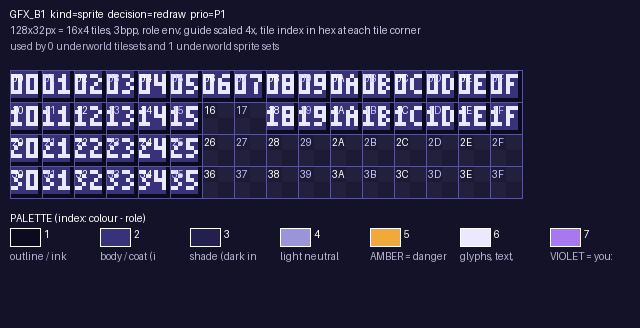 GFX_B1 kind=sprite decision=redraw prio=P1
128x32px = 16x4 tiles, 3bpp, role env; guide scaled 4x, tile index in hex at each tile corner
used by 0 underworld tilesets and 1 underworld sprite sets
00 01 02 03 04 05 06 07 08 09 0A 0B 0C 0D 0E 0F
10 11 12 13 14 15 16 17 18 19 1A 1B 1C 1D 1E 1F
20 21 22 23 24 25 26 27 28 29 2A 2B 2C 2D 2E 2F
30 31 32 33 34 35 36 37 38 39 3A 3B 3C 3D 3E 3F
PALETTE (index: colour - role)
1 2 3 4 5 6 7
outline / ink body / coat (i shade (dark in light neutral AMBER = danger glyphs, text, VIOLET = you: